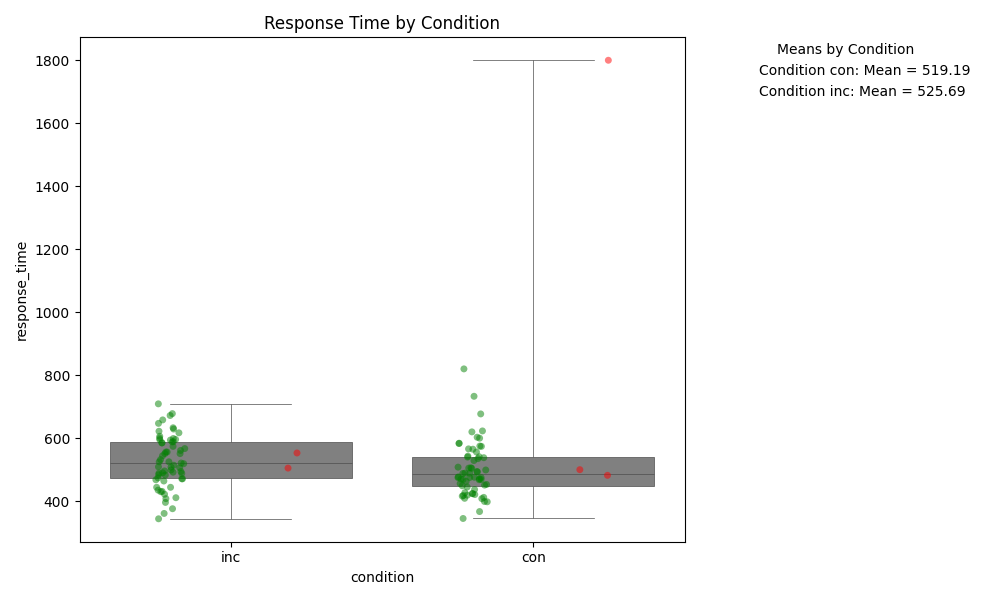 Response Time by Condition
Means by Condition
Condition con: Mean = 519.19
Condition inc: Mean = 525.69
1800
1600
1400
1200
1000
800
600
400
response_time
inc
con
condition